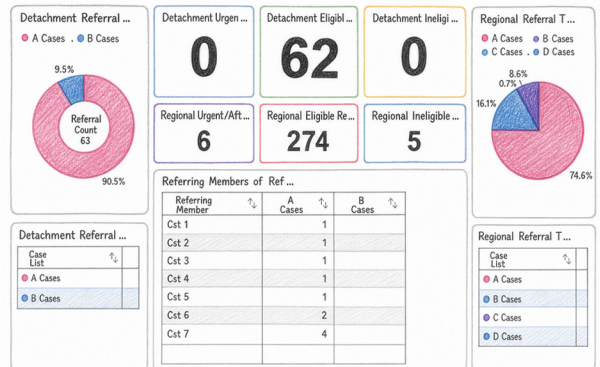 Detachment Referral ...
A Cases . B Cases
9.5%
Referral
Count
63
90.5%
Detachment Urgen ...
0
Detachment Eligibl ...
62
Detachment Ineligi ...
0
Regional Urgent/Aft...
6
Regional Eligible Re...
274
Regional Ineligible ...
5
Regional Referral T...
A Cases B Cases
C Cases . D Cases
8.6%
0.7%
16.1%
74.6%
Detachment Referral ...
Case
List
A Cases
B Cases
Referring Members of Ref ...
Referring
Member
A
Cases
B
Cases
Cst 1 1
Cst 2 1
Cst 3 1
Cst 4 1
Cst 5 1
Cst 6 2
Cst 7 4
Regional Referral T...
Case
List
A Cases
B Cases
C Cases
D Cases